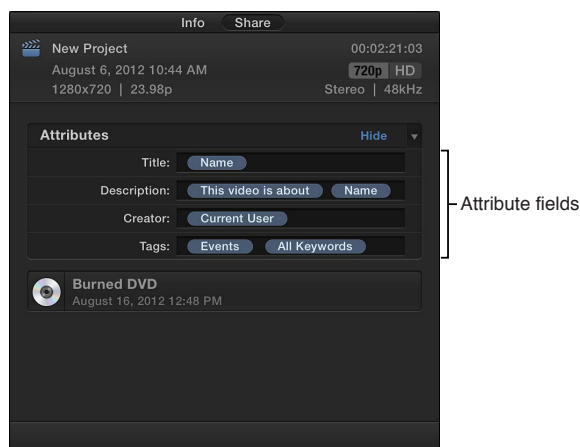 Info Share
New Project 00:02:21:03
August 6, 2012 10:44 AM 720p HD
1280x720 | 23.98p Stereo | 48kHz
Attributes Hide
Title: Name
Description: This video is about Name
Attribute fields
Creator: Current User
Tags: Events All Keywords
Burned DVD
August 16, 2012 12:48 PM